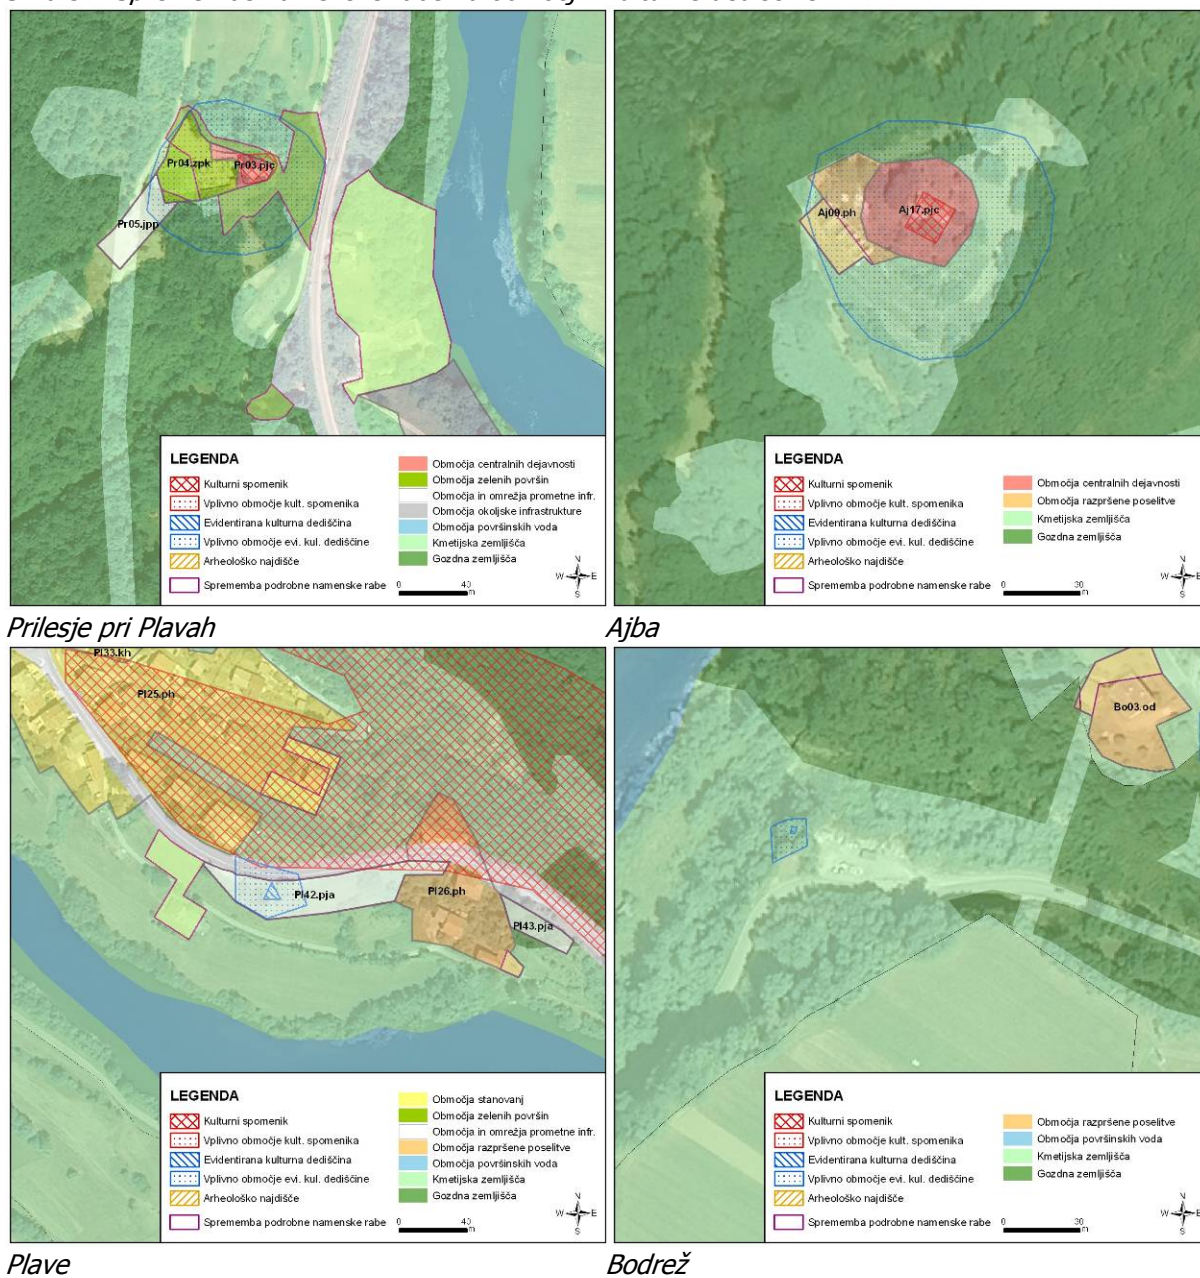 Pr04.zpk
Pr03.pjc
Pr05.jpp
LEGENDA
Kulturni spomenik
Vplivno območje kult. spomenika
Evidentirana kulturna dediščina
Vplivno območje evi. kul. dediščine
Arheološko najdišče
Sprememba podrobne namenske rabe
Območja centralnih dejavnosti
Območja zelenih površin
Območja in omrežja prometne infr.
Območja okoljske infrastrukture
Območja površinskih voda
Kmetijska zemljišča
Gozdna zemljišča
0 40 m
N
W E
S
Prilesje pri Plavah
Aj09.ph
Aj17.pjc
LEGENDA
Kulturni spomenik
Vplivno območje kult. spomenika
Evidentirana kulturna dediščina
Vplivno območje evi. kul. dediščine
Arheološko najdišče
Sprememba podrobne namenske rabe
Območja centralnih dejavnosti
Območja razpršene poselitve
Kmetijska zemljišča
Gozdna zemljišča
0 30 m
N
W E
S
Ajba
Pl33.kh
Pl25.ph
Pl42.pja
Pl26.ph
Pl43.pja
LEGENDA
Kulturni spomenik
Vplivno območje kult. spomenika
Evidentirana kulturna dediščina
Vplivno območje evi. kul. dediščine
Arheološko najdišče
Sprememba podrobne namenske rabe
Območja stanovanj
Območja zelenih površin
Območja in omrežja prometne infr.
Območja razpršene poselitve
Območja površinskih voda
Kmetijska zemljišča
Gozdna zemljišča
0 40 m
N
W E
S
Plave
Bo03.od
LEGENDA
Kulturni spomenik
Vplivno območje kult. spomenika
Evidentirana kulturna dediščina
Vplivno območje evi. kul. dediščine
Arheološko najdišče
Sprememba podrobne namenske rabe
Območja razpršene poselitve
Območja površinskih voda
Kmetijska zemljišča
Gozdna zemljišča
0 30 m
N
W E
S
Bodrež